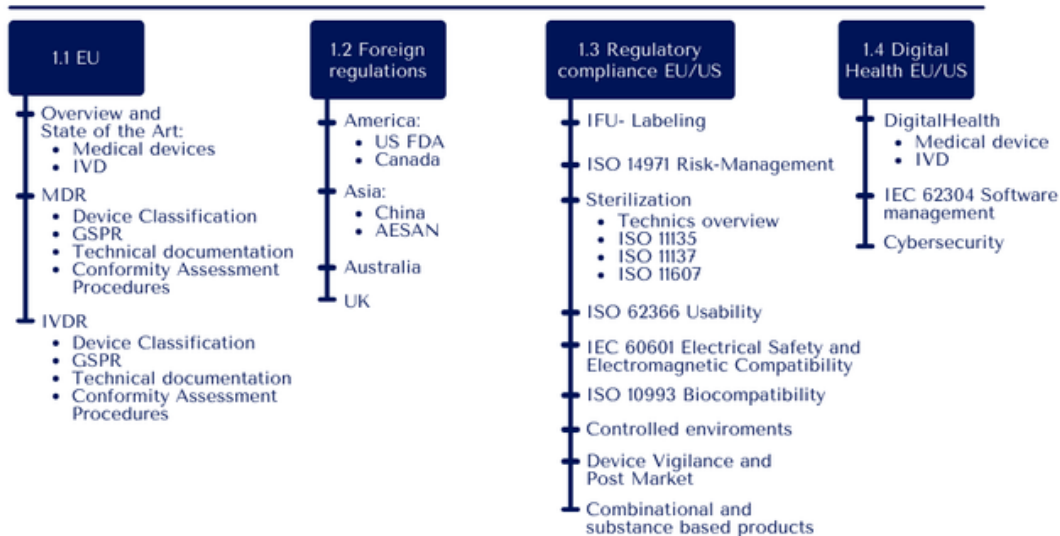 1.1 EU
Overview and
State of the Art:
• Medical devices
• IVD
MDR
• Device Classification
• GSPR
• Technical documentation
• Conformity Assessment
Procedures
IVDR
• Device Classification
• GSPR
• Technical documentation
• Conformity Assessment
Procedures
1.2 Foreign
regulations
America:
• US FDA
• Canada
Asia:
• China
• AESAN
Australia
UK
1.3 Regulatory
compliance EU/US
IFU- Labeling
ISO 14971 Risk-Management
Sterilization
• Technics overview
• ISO 11135
• ISO 11137
• ISO 11607
ISO 62366 Usability
IEC 60601 Electrical Safety and
Electromagnetic Compatibility
ISO 10993 Biocompatibility
Controlled enviroments
Device Vigilance and
Post Market
Combinational and
substance based products
1.4 Digital
Health EU/US
DigitalHealth
• Medical device
• IVD
IEC 62304 Software
management
Cybersecurity